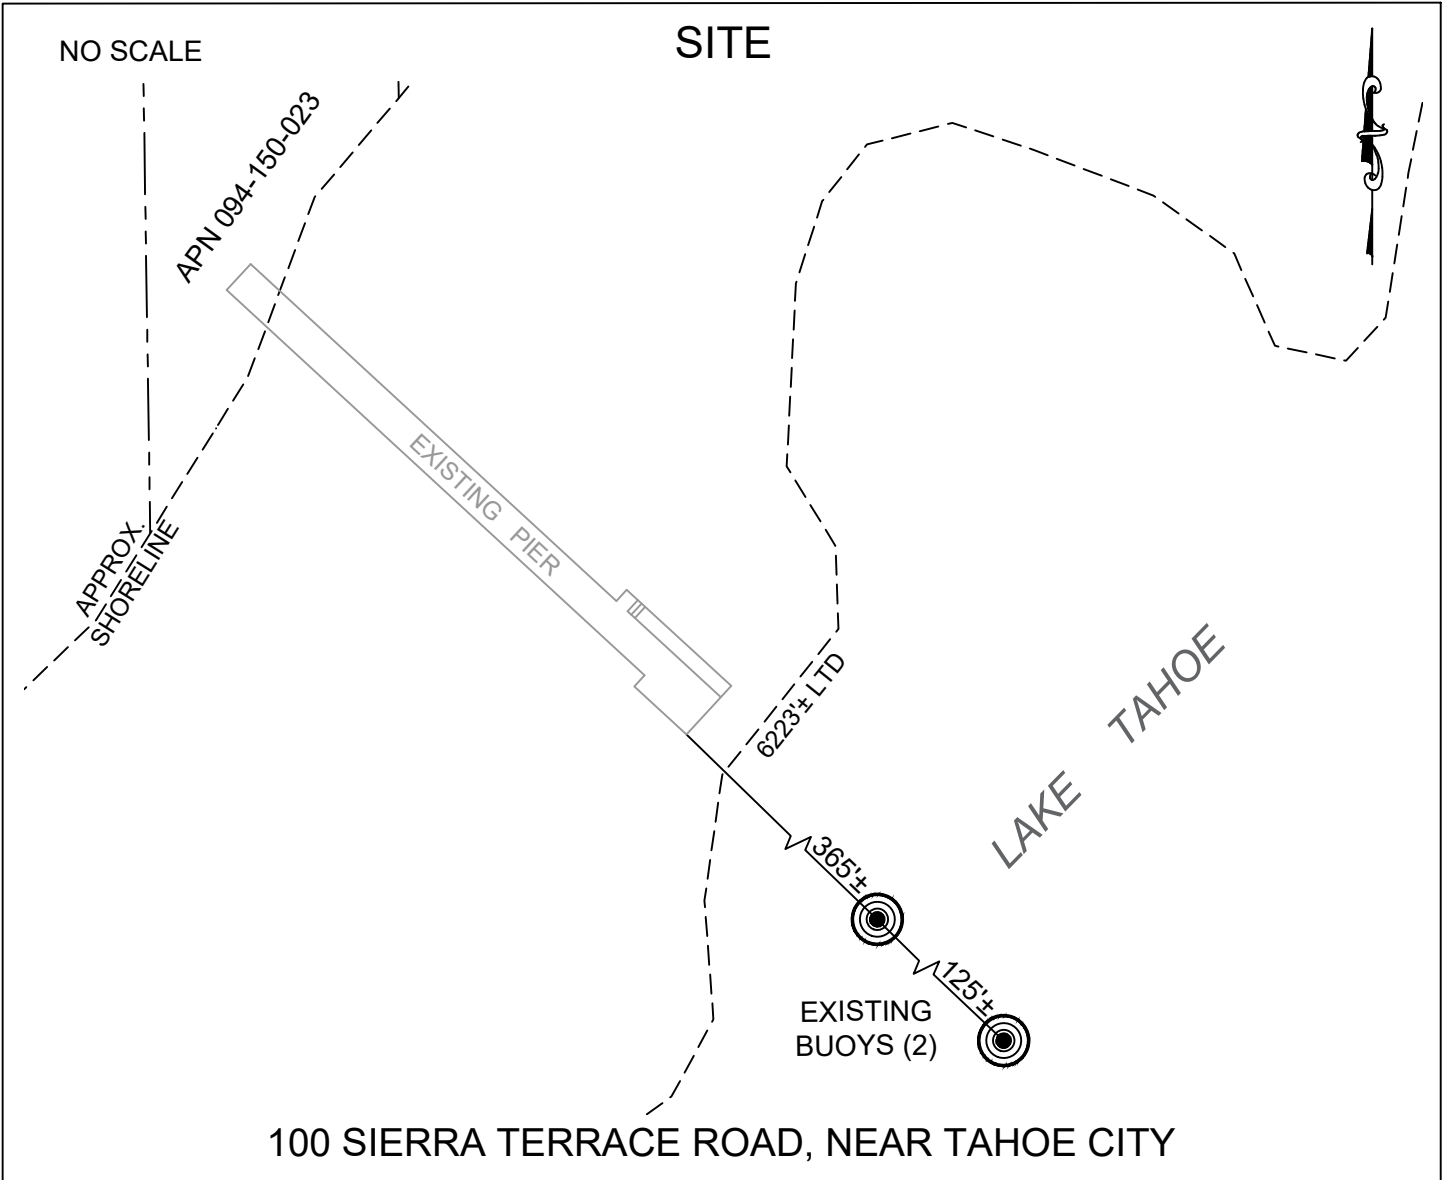 NO SCALE
SITE
APN 094-150-023
EXISTING PIER
APPROX.
SHORELINE
6223'± LTD
LAKE TAHOE
365'±
125'±
EXISTING
BUOYS (2)
100 SIERRA TERRACE ROAD, NEAR TAHOE CITY